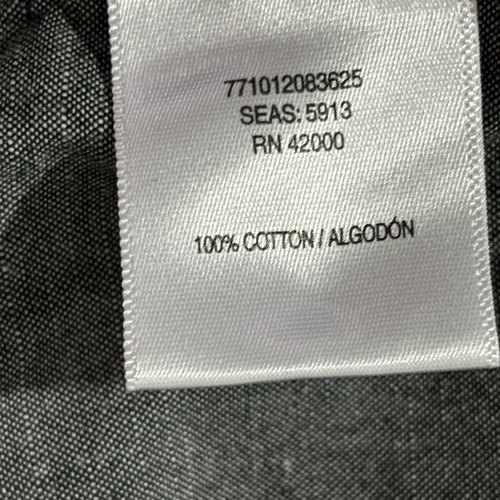 771012083625
SEAS: 5913
RN 42000
100% COTTON / ALGODÓN